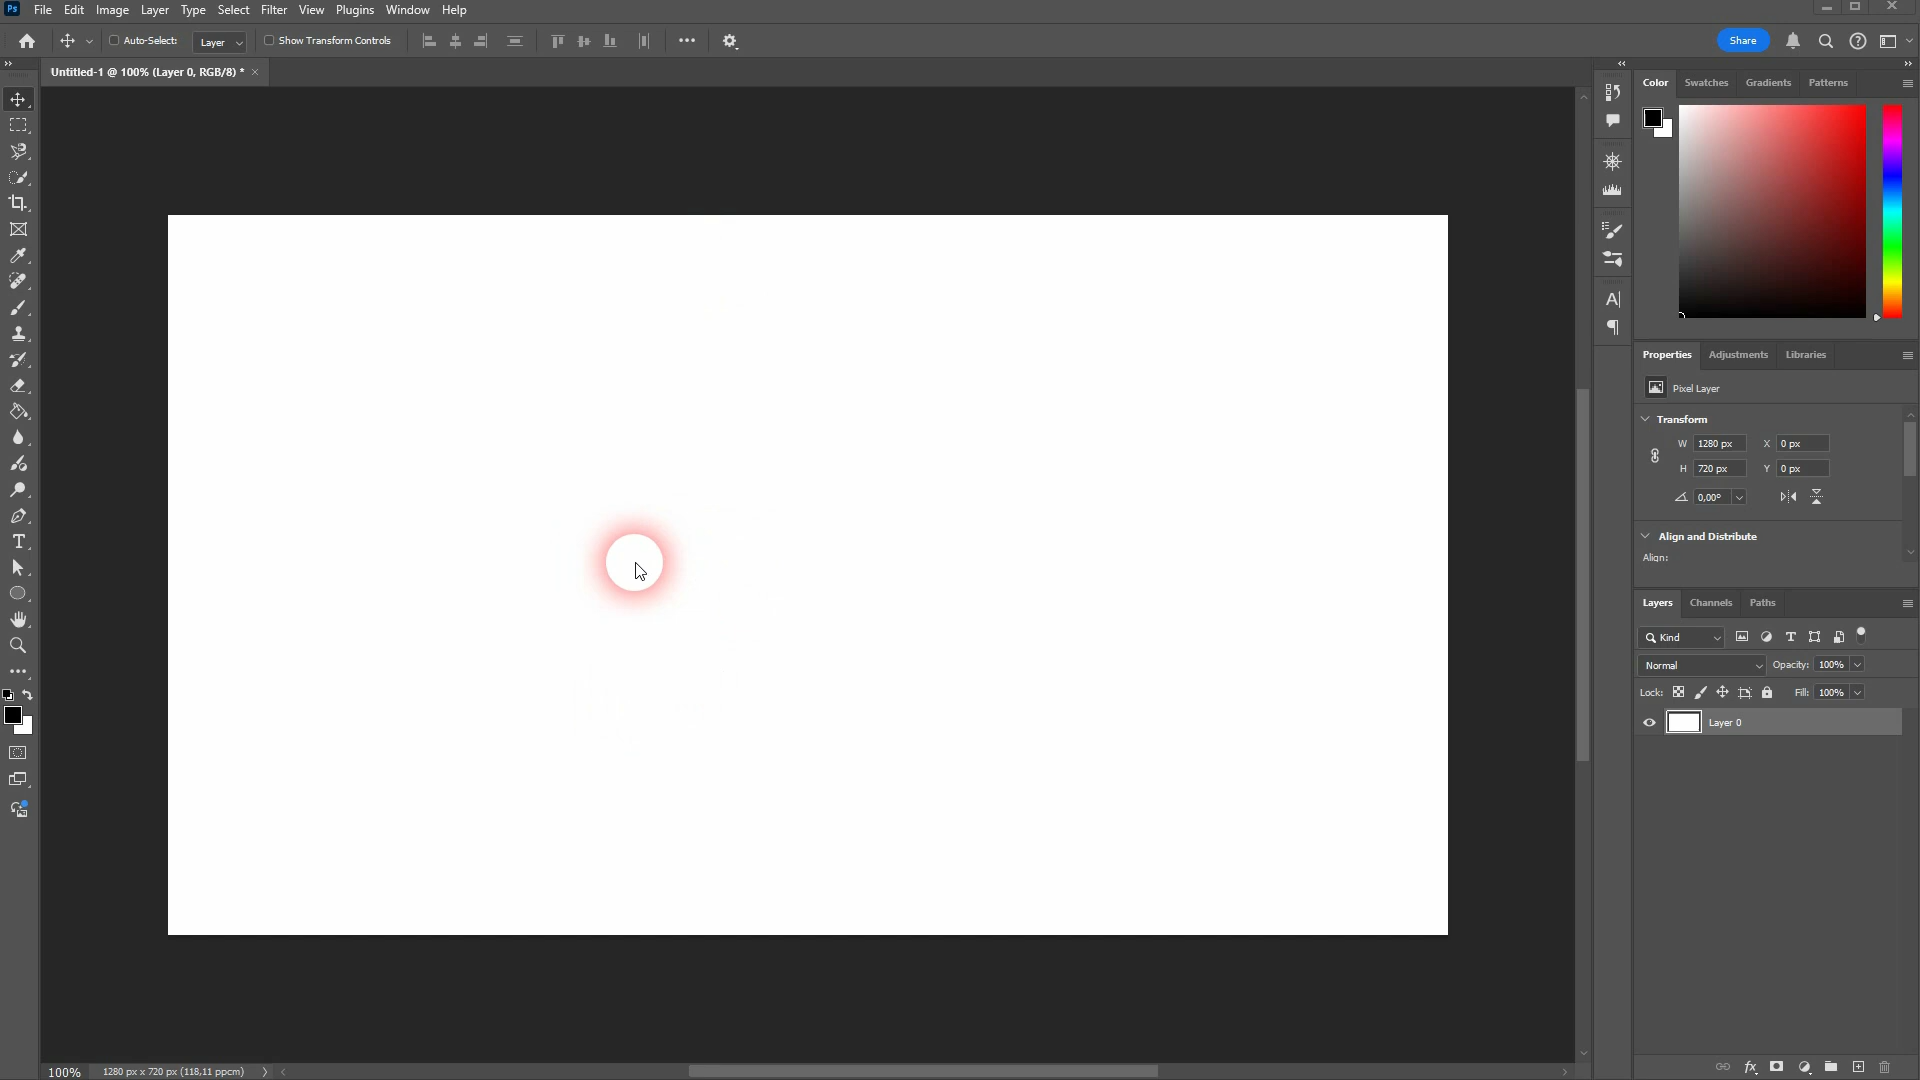 Ps File Edit Image Layer Type Select Filter View Plugins Window Help
Auto-Select: Layer Show Transform Controls Share
Untitled-1 @ 100% (Layer 0, RGB/8) * ×
Color Swatches Gradients Patterns
Properties Adjustments Libraries
Pixel Layer
Transform
W 1280 px X 0 px
H 720 px Y 0 px
0,00°
Align and Distribute
Align:
Layers Channels Paths
Kind
Normal Opacity: 100%
Lock: Fill: 100%
Layer 0
100% 1280 px x 720 px (118,11 ppcm)